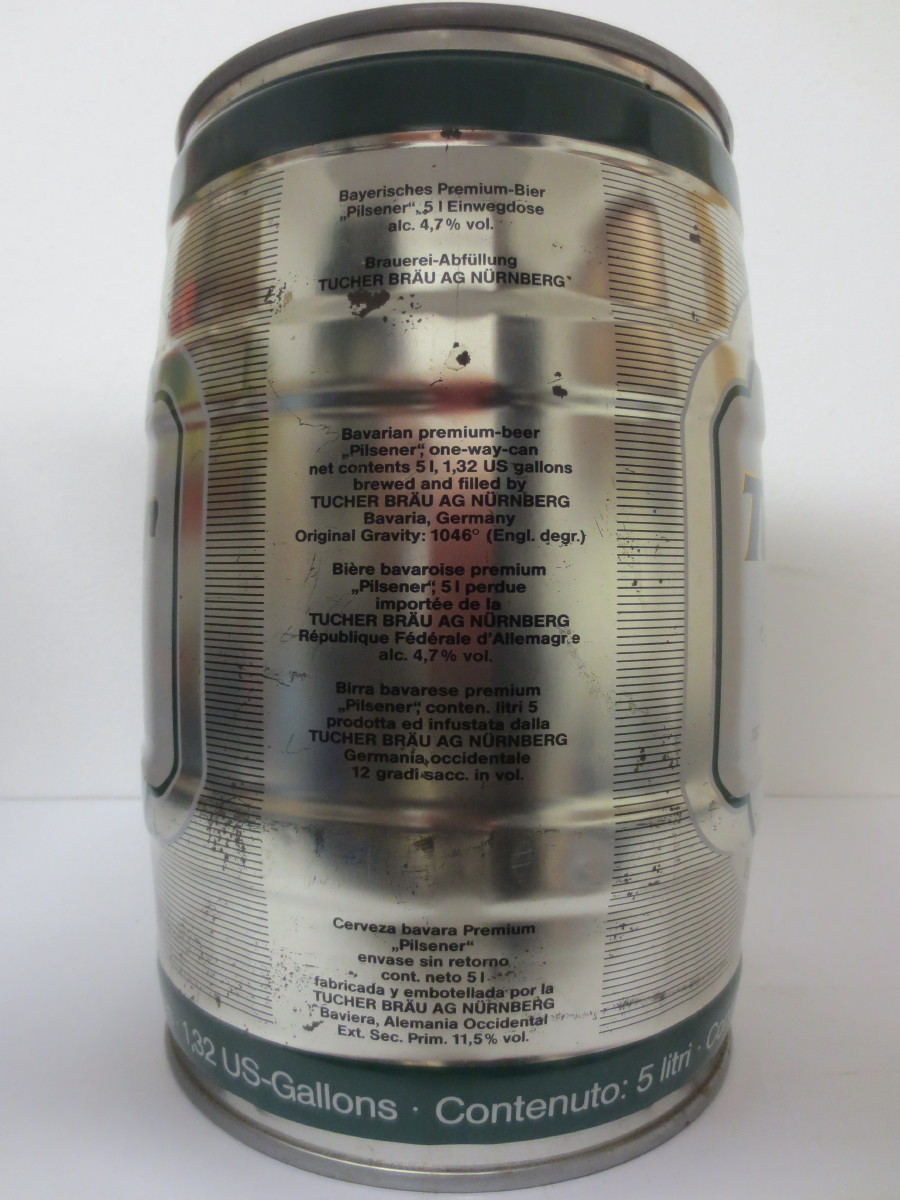 Bayerisches Premium-Bier
„Pilsener“, 5 l Einwegdose
alc. 4,7% vol.
Brauerei-Abfüllung
TUCHER BRÄU AG NÜRNBERG
Bavarian premium-beer
„Pilsener“, one-way-can
net contents 5 l, 1,32 US gallons
brewed and filled by
TUCHER BRÄU AG NÜRNBERG
Bavaria, Germany
Original Gravity: 1046° (Engl. degr.)
Bière bavaroise premium
„Pilsener“, 5 l perdue
importée de la
TUCHER BRÄU AG NÜRNBERG
République Fédérale d'Allemagne
alc. 4,7% vol.
Birra bavarese premium
„Pilsener“, conten. litri 5
prodotta ed infustata dalla
TUCHER BRÄU AG NÜRNBERG
Germania occidentale
12 gradi sacc. in vol.
Cerveza bavara Premium
„Pilsener“
envase sin retorno
cont. neto 5 l
fabricada y embotellada por la
TUCHER BRÄU AG NÜRNBERG
Baviera, Alemania Occidental
Ext. Sec. Prim. 11,5% vol.
1,32 US-Gallons · Contenuto: 5 litri ·